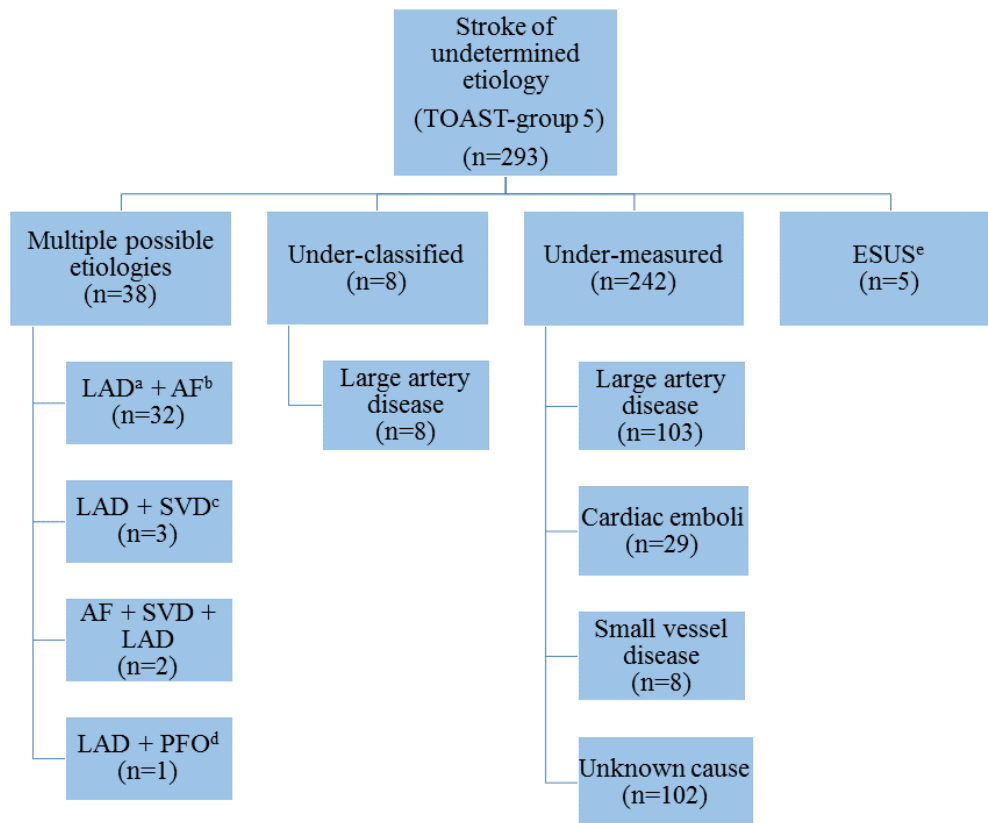 Stroke of
undetermined
etiology
(TOAST-group 5)
(n=293)
Multiple possible
etiologies
(n=38)
Under-classified
(n=8)
Under-measured
(n=242)
ESUSᵉ
(n=5)
LADᵃ + AFᵇ
(n=32)
LAD + SVDᶜ
(n=3)
AF + SVD +
LAD
(n=2)
LAD + PFOᵈ
(n=1)
Large artery
disease
(n=8)
Large artery
disease
(n=103)
Cardiac emboli
(n=29)
Small vessel
disease
(n=8)
Unknown cause
(n=102)